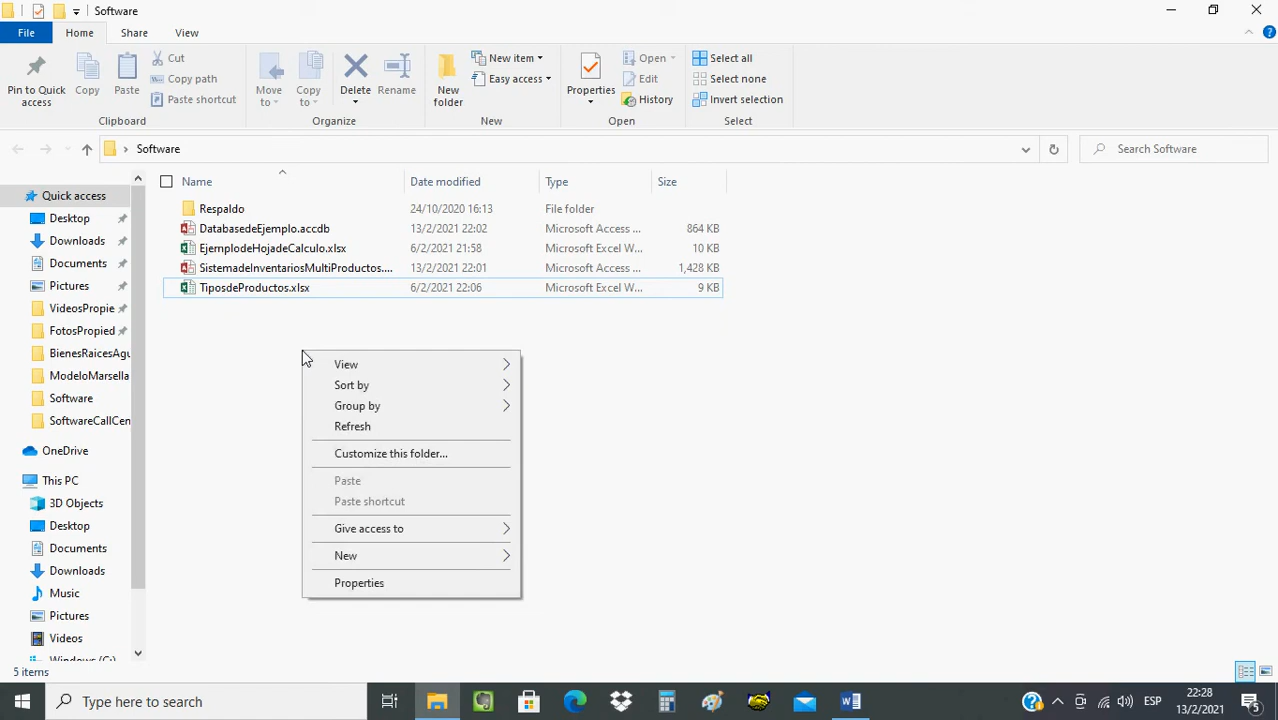 Software
File Home Share View
Pin to Quick access
Copy
Paste
Cut
Copy path
Paste shortcut
Clipboard
Move to
Copy to
Delete
Rename
Organize
New folder
New item
Easy access
New
Properties
Open
Edit
History
Open
Select all
Select none
Invert selection
Select
Software
Search Software
Name Date modified Type Size
Respaldo 24/10/2020 16:13 File folder
DatabasedeEjemplo.accdb 13/2/2021 22:02 Microsoft Access ... 864 KB
EjemplodeHojadeCalculo.xlsx 6/2/2021 21:58 Microsoft Excel W... 10 KB
SistemadeInventariosMultiProductos.... 13/2/2021 22:01 Microsoft Access ... 1,428 KB
TiposdeProductos.xlsx 6/2/2021 22:06 Microsoft Excel W... 9 KB
Quick access
Desktop
Downloads
Documents
Pictures
VideosPropie
FotosPropied
BienesRaicesAgu
ModeloMarsella
Software
SoftwareCallCen
OneDrive
This PC
3D Objects
Desktop
Documents
Downloads
Music
Pictures
Videos
Windows (C:)
View
Sort by
Group by
Refresh
Customize this folder...
Paste
Paste shortcut
Give access to
New
Properties
5 items
Type here to search
ESP
22:28
13/2/2021
5